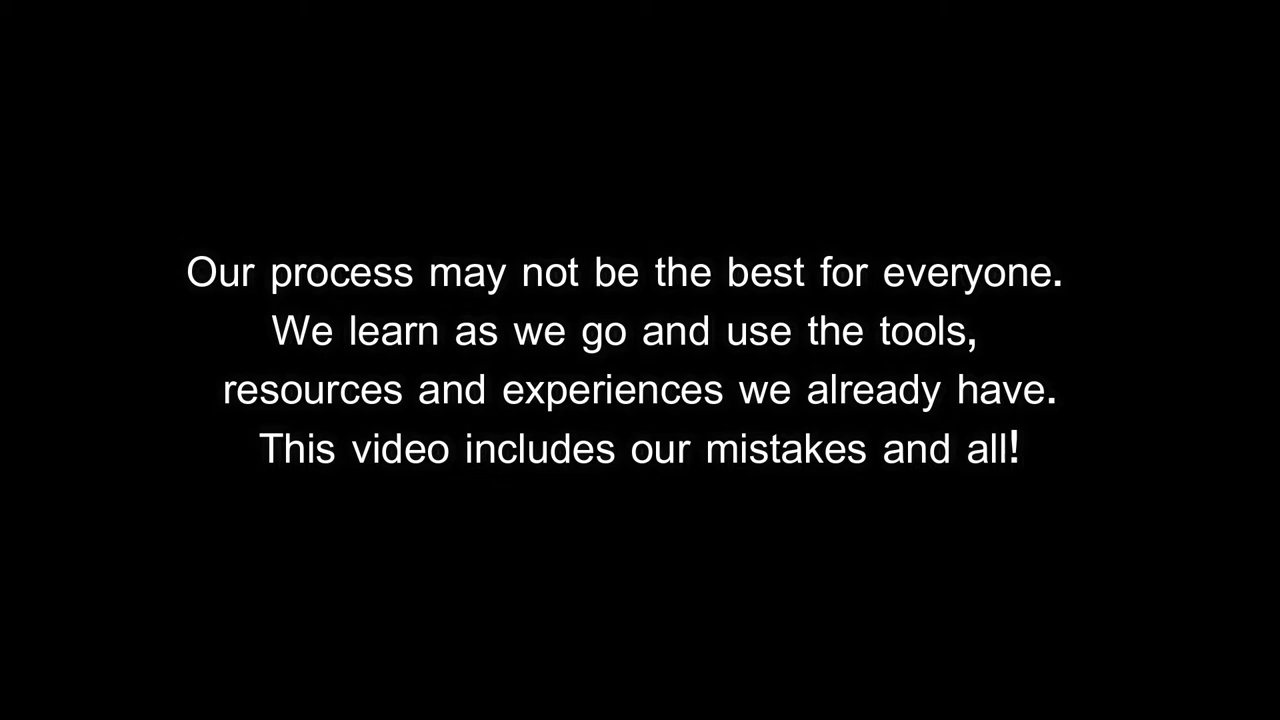 Our process may not be the best for everyone.
We learn as we go and use the tools,
resources and experiences we already have.
This video includes our mistakes and all!